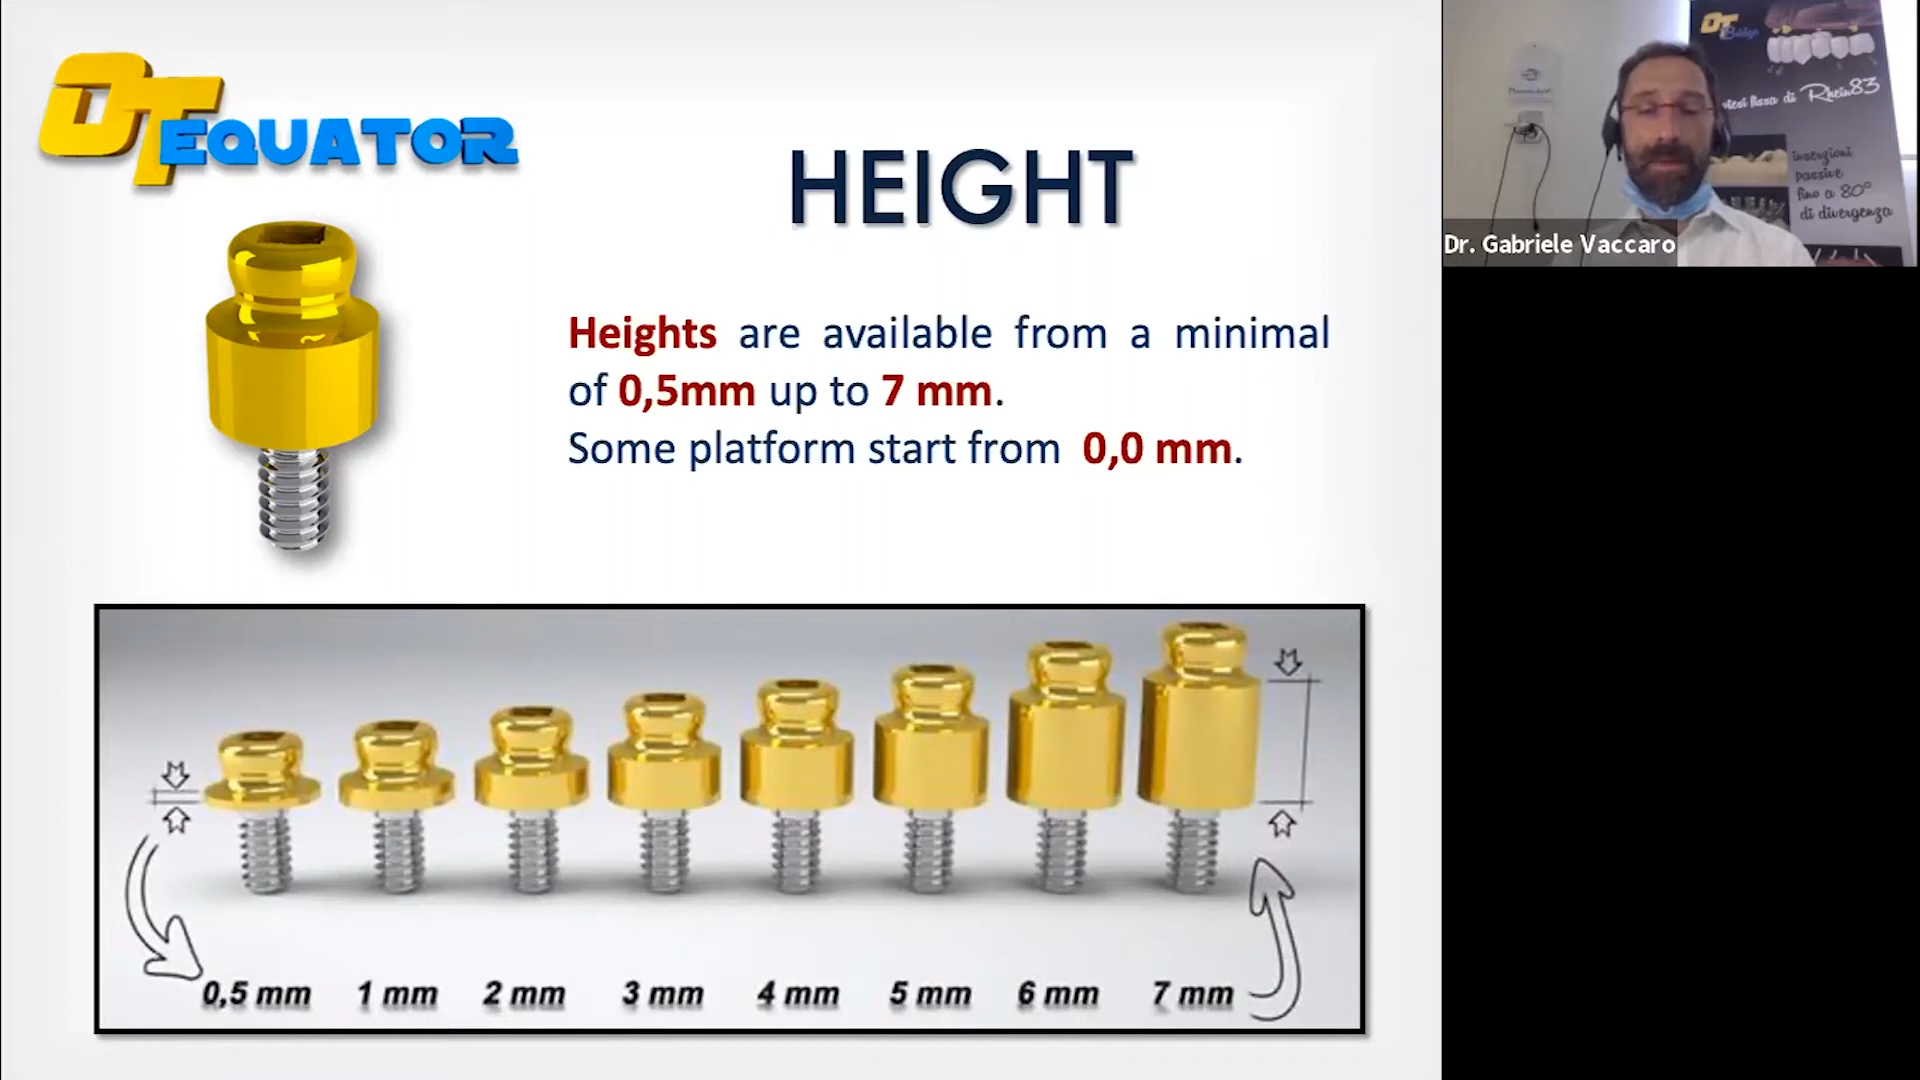 OT EQUATOR
HEIGHT
Heights are available from a minimal
of 0,5mm up to 7 mm.
Some platform start from 0,0 mm.
0,5 mm 1 mm 2 mm 3 mm 4 mm 5 mm 6 mm 7 mm
OT
Bridge
fissa di Rhein83
inserzioni
passive
fino a 80°
di divergenza
Dr. Gabriele Vaccaro